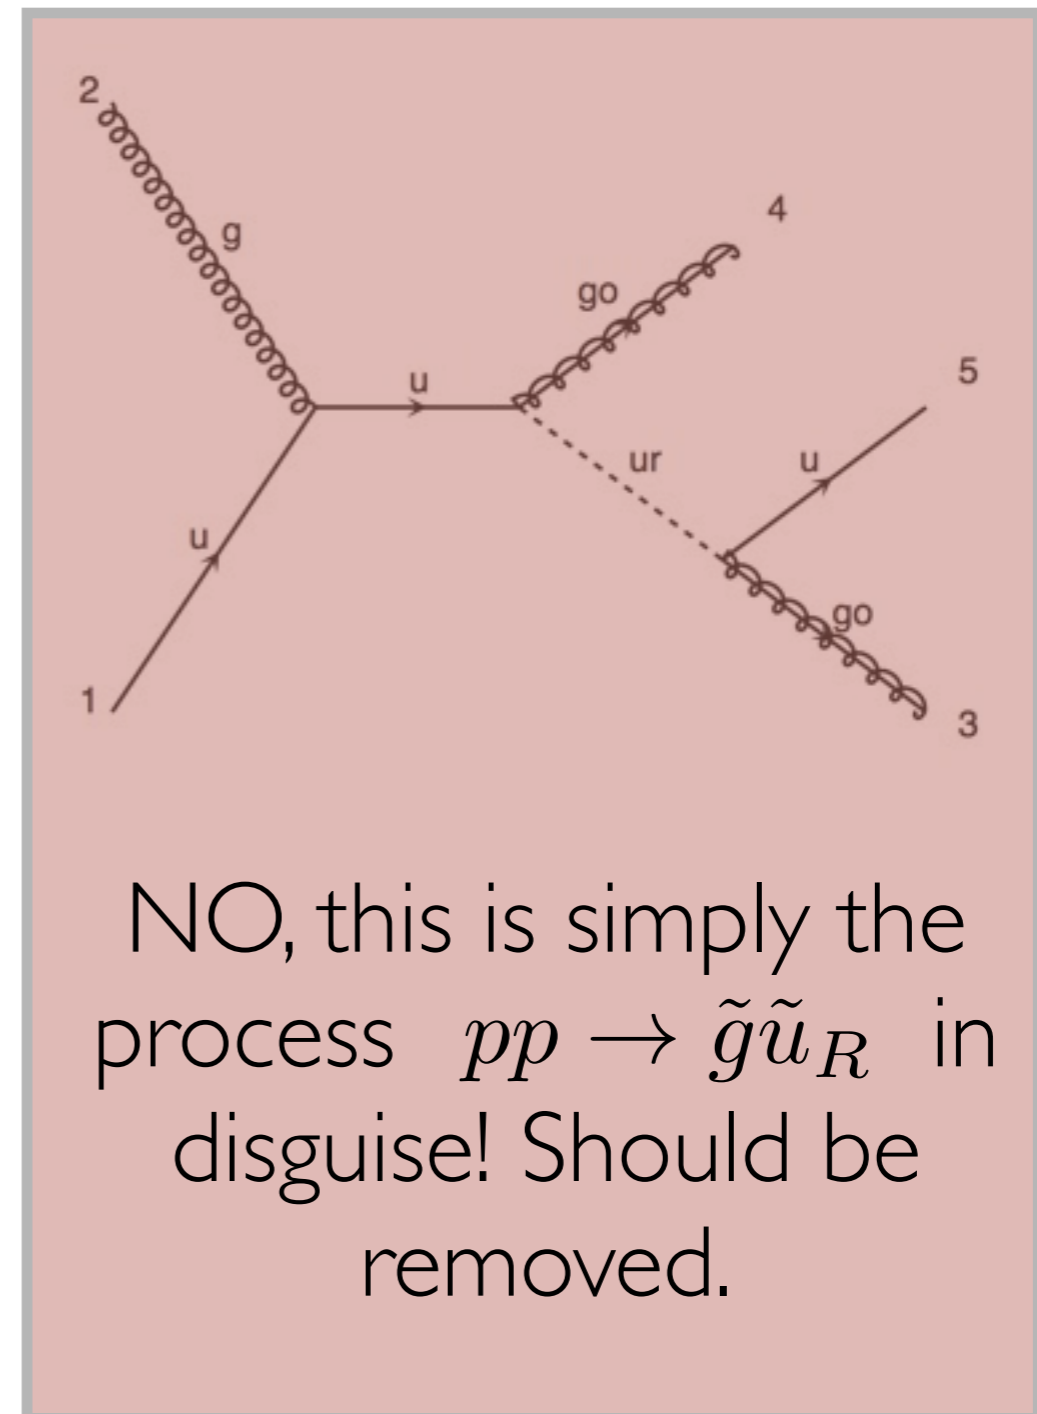 2
g
4
go
5
u
ur
u
u
go
1
3
NO, this is simply the
process pp → g̃ũ_R in
disguise! Should be
removed.